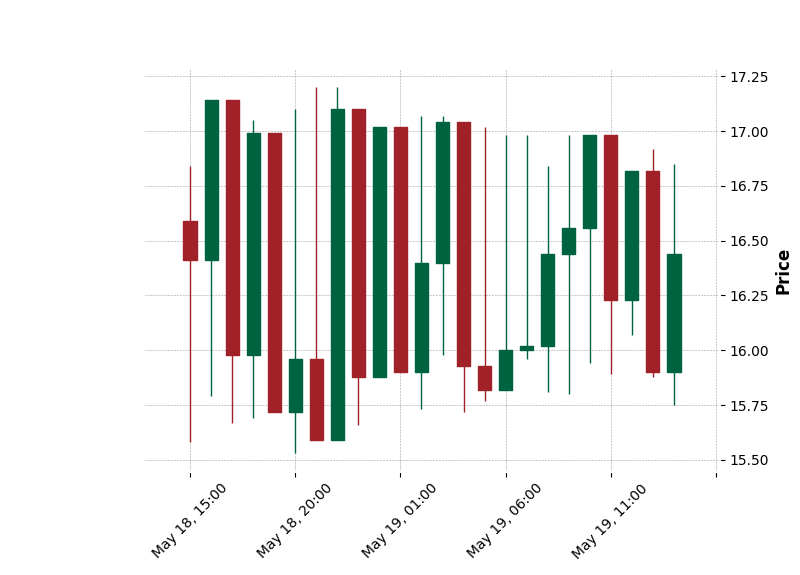 17.25
17.00
16.75
16.50
16.25
16.00
15.75
15.50
Price
May 18, 15:00
May 18, 20:00
May 19, 01:00
May 19, 06:00
May 19, 11:00